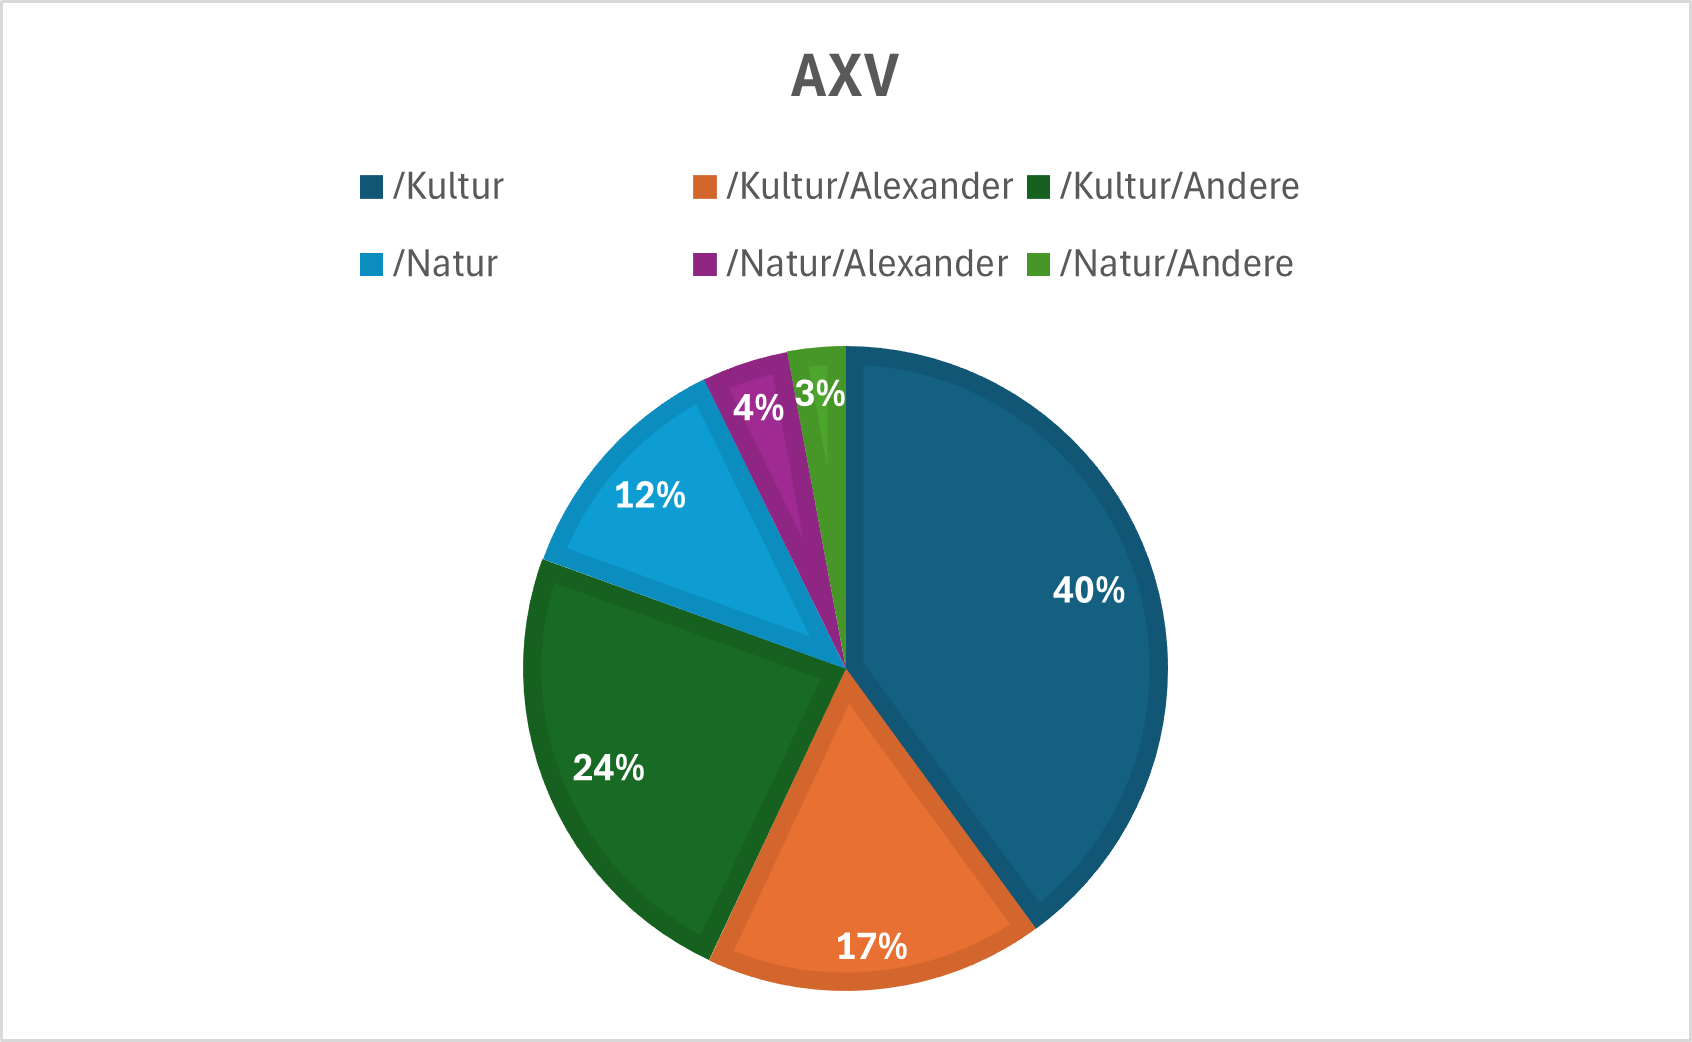 AXV
/Kultur /Kultur/Alexander /Kultur/Andere
/Natur /Natur/Alexander /Natur/Andere
4% 3%
12%
40%
24%
17%